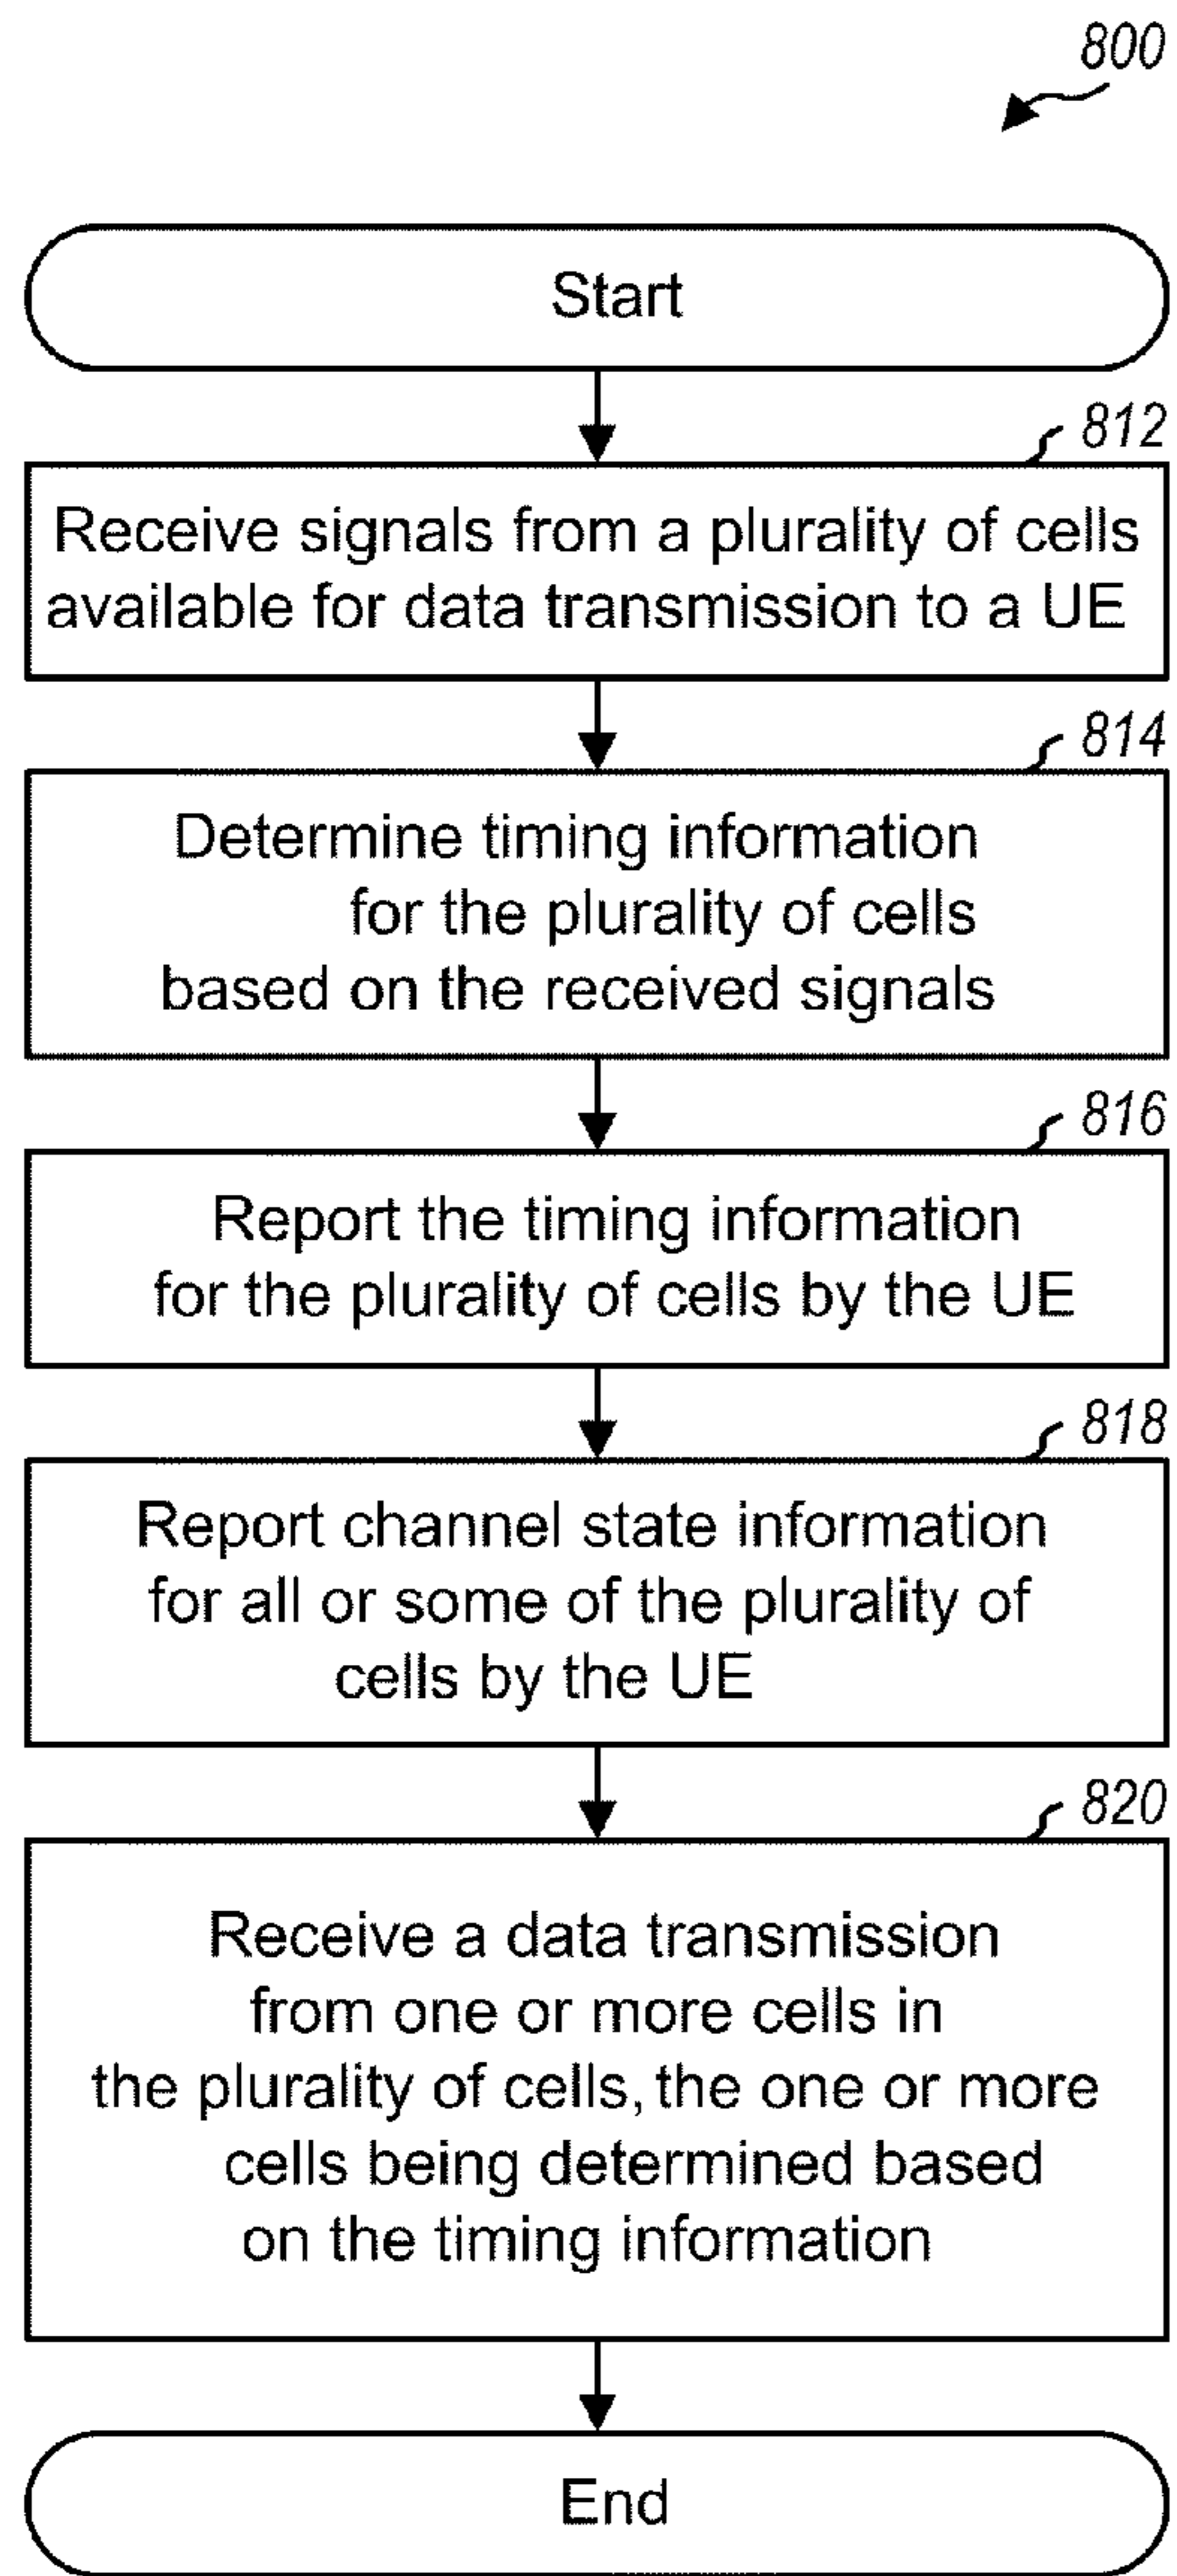 800
Start
812
Receive signals from a plurality of cells
available for data transmission to a UE
814
Determine timing information
for the plurality of cells
based on the received signals
816
Report the timing information
for the plurality of cells by the UE
818
Report channel state information
for all or some of the plurality of
cells by the UE
820
Receive a data transmission
from one or more cells in
the plurality of cells, the one or more
cells being determined based
on the timing information
End